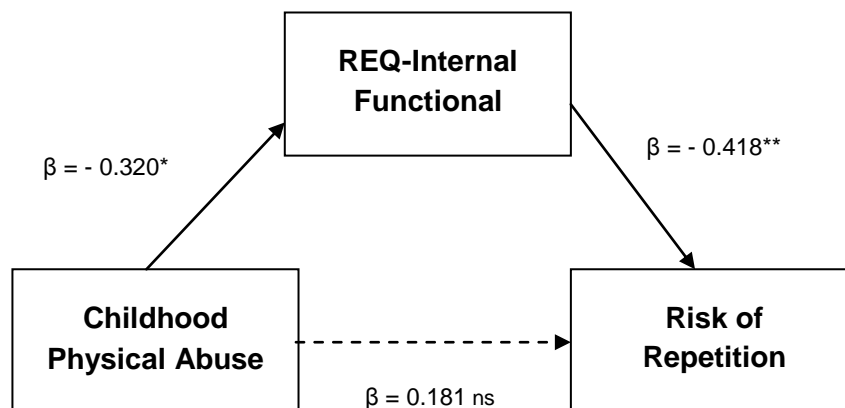 REQ-Internal
Functional
β = - 0.320*
β = - 0.418**
Childhood
Physical Abuse
Risk of
Repetition
β = 0.181 ns